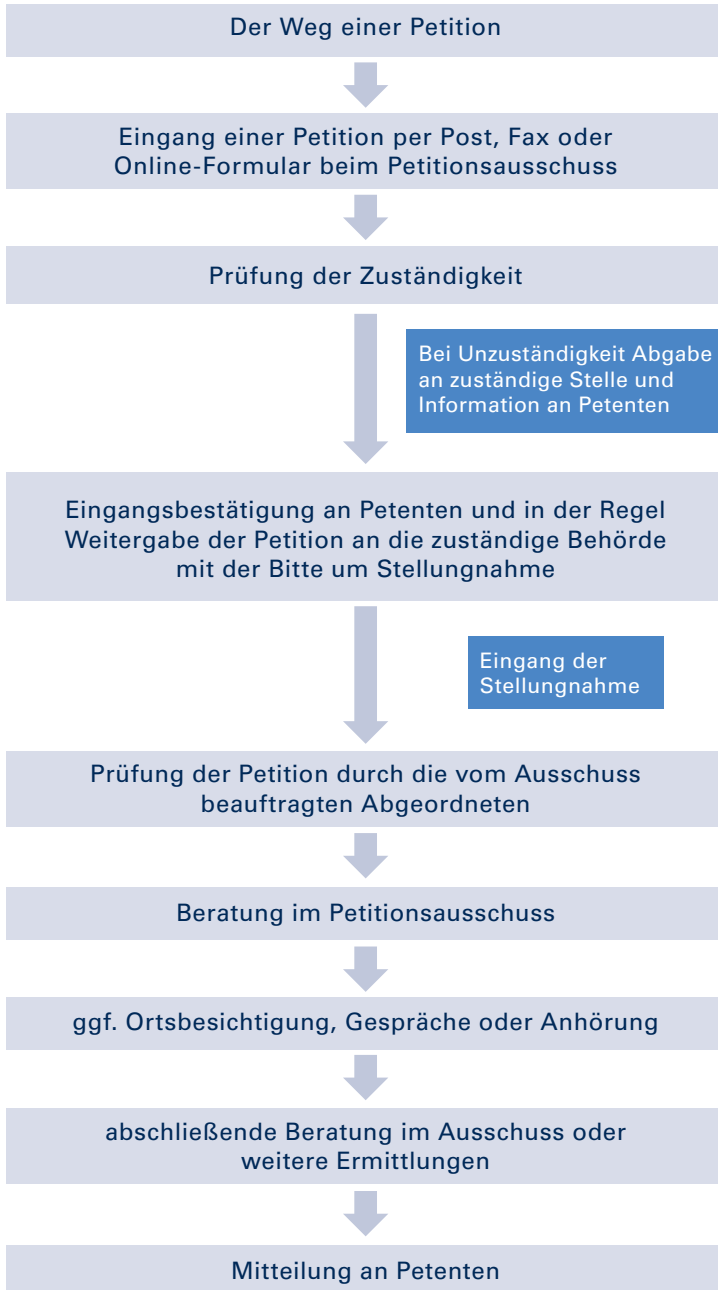 Der Weg einer Petition
Eingang einer Petition per Post, Fax oder
Online-Formular beim Petitionsausschuss
Prüfung der Zuständigkeit
Bei Unzuständigkeit Abgabe
an zuständige Stelle und
Information an Petenten
Eingangsbestätigung an Petenten und in der Regel
Weitergabe der Petition an die zuständige Behörde
mit der Bitte um Stellungnahme
Eingang der
Stellungnahme
Prüfung der Petition durch die vom Ausschuss
beauftragten Abgeordneten
Beratung im Petitionsausschuss
ggf. Ortsbesichtigung, Gespräche oder Anhörung
abschließende Beratung im Ausschuss oder
weitere Ermittlungen
Mitteilung an Petenten